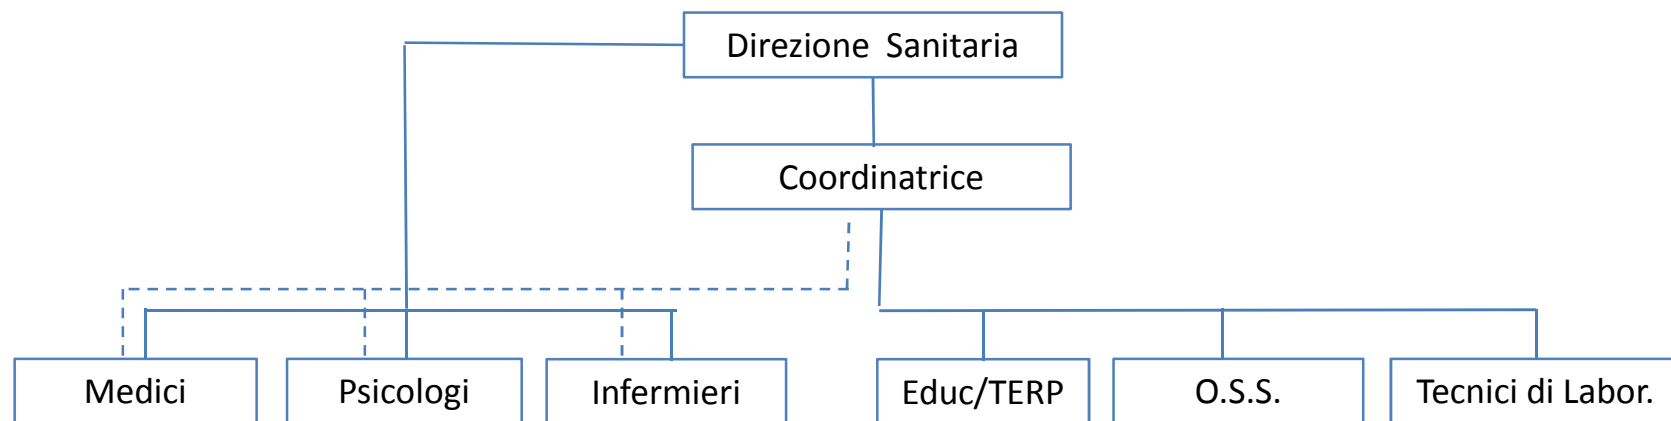 Direzione Sanitaria
Coordinatrice
Medici
Psicologi
Infermieri
Educ/TERP
O.S.S.
Tecnici di Labor.